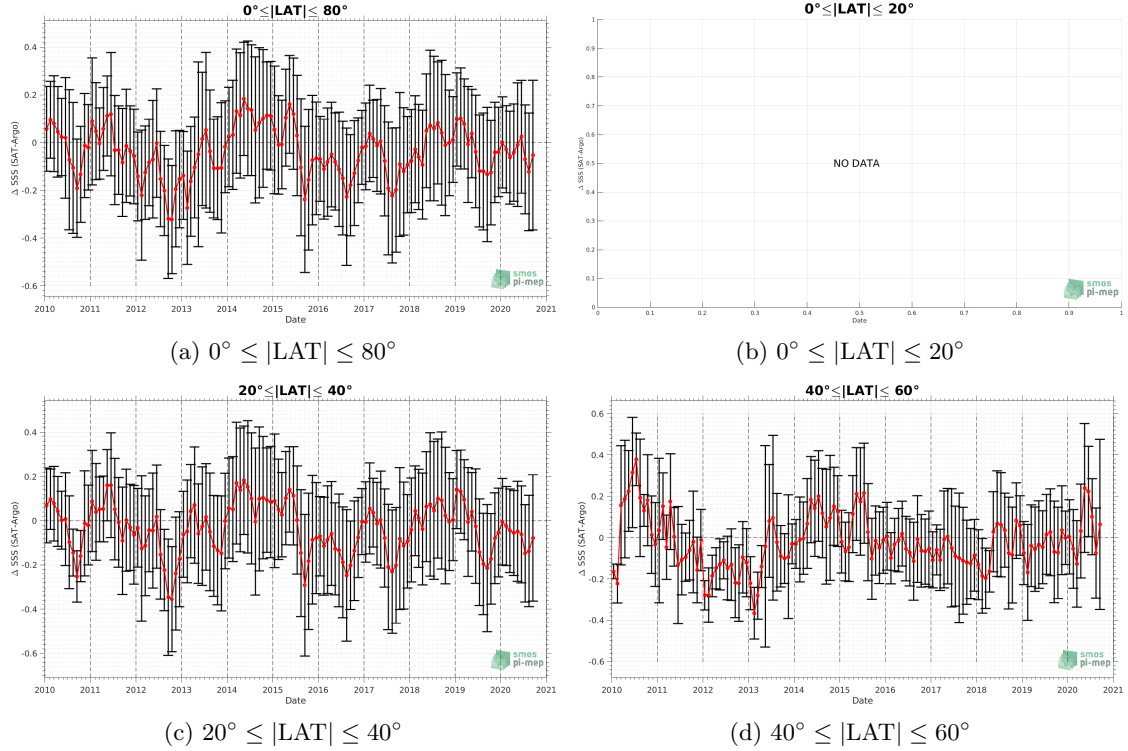 0°≤|LAT|≤ 80°
Δ SSS (SAT-Argo)
0.4
0.2
0
-0.2
-0.4
-0.6
2010 2011 2012 2013 2014 2015 2016 2017 2018 2019 2020 2021
Date
smos
pi-mep
(a) 0° ≤ |LAT| ≤ 80°
0°≤|LAT|≤ 20°
Δ SSS (SAT-Argo)
1
0.9
0.8
0.7
0.6
0.5
0.4
0.3
0.2
0.1
0
NO DATA
0 0.1 0.2 0.3 0.4 0.5 0.6 0.7 0.8 0.9 1
Date
smos
pi-mep
(b) 0° ≤ |LAT| ≤ 20°
20°≤|LAT|≤ 40°
Δ SSS (SAT-Argo)
0.4
0.2
0
-0.2
-0.4
-0.6
2010 2011 2012 2013 2014 2015 2016 2017 2018 2019 2020 2021
Date
smos
pi-mep
(c) 20° ≤ |LAT| ≤ 40°
40°≤|LAT|≤ 60°
Δ SSS (SAT-Argo)
0.6
0.4
0.2
0
-0.2
-0.4
-0.6
2010 2011 2012 2013 2014 2015 2016 2017 2018 2019 2020 2021
Date
smos
pi-mep
(d) 40° ≤ |LAT| ≤ 60°